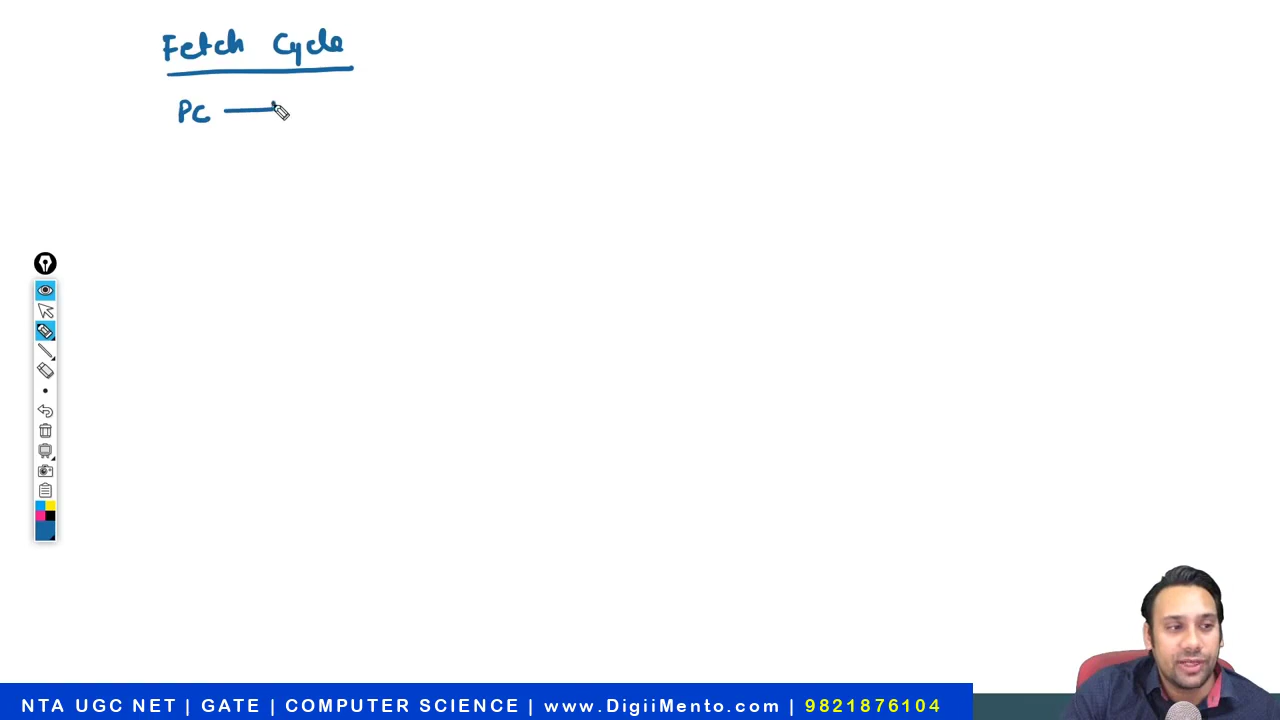 Fetch Cycle
PC
NTA UGC NET | GATE | COMPUTER SCIENCE | www.DigiiMento.com | 9821876104